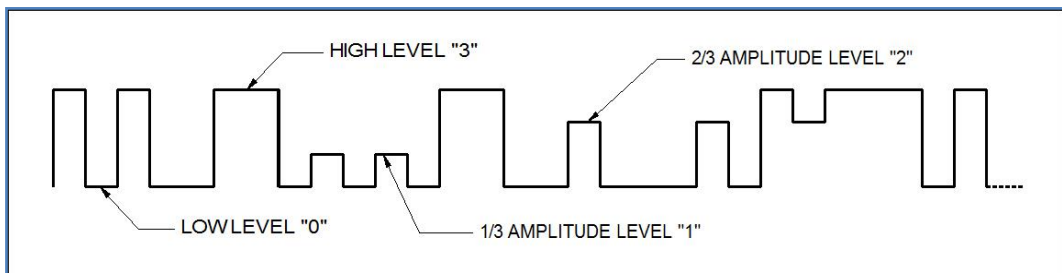 HIGH LEVEL "3"
2/3 AMPLITUDE LEVEL "2"
LOW LEVEL "0"
1/3 AMPLITUDE LEVEL "1"